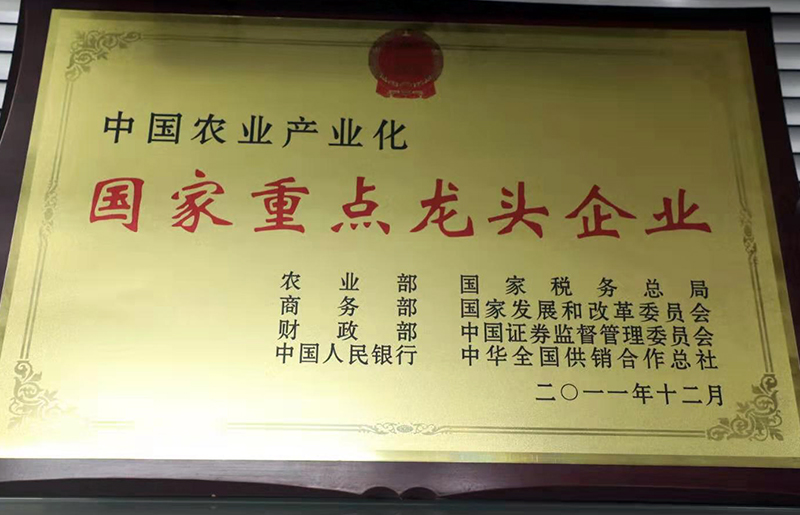 中国农业产业化
国家重点龙头企业
农业部 国家税务总局
商务部 国家发展和改革委员会
财政部 中国证券监督管理委员会
中国人民银行 中华全国供销合作总社
二〇一一年十二月